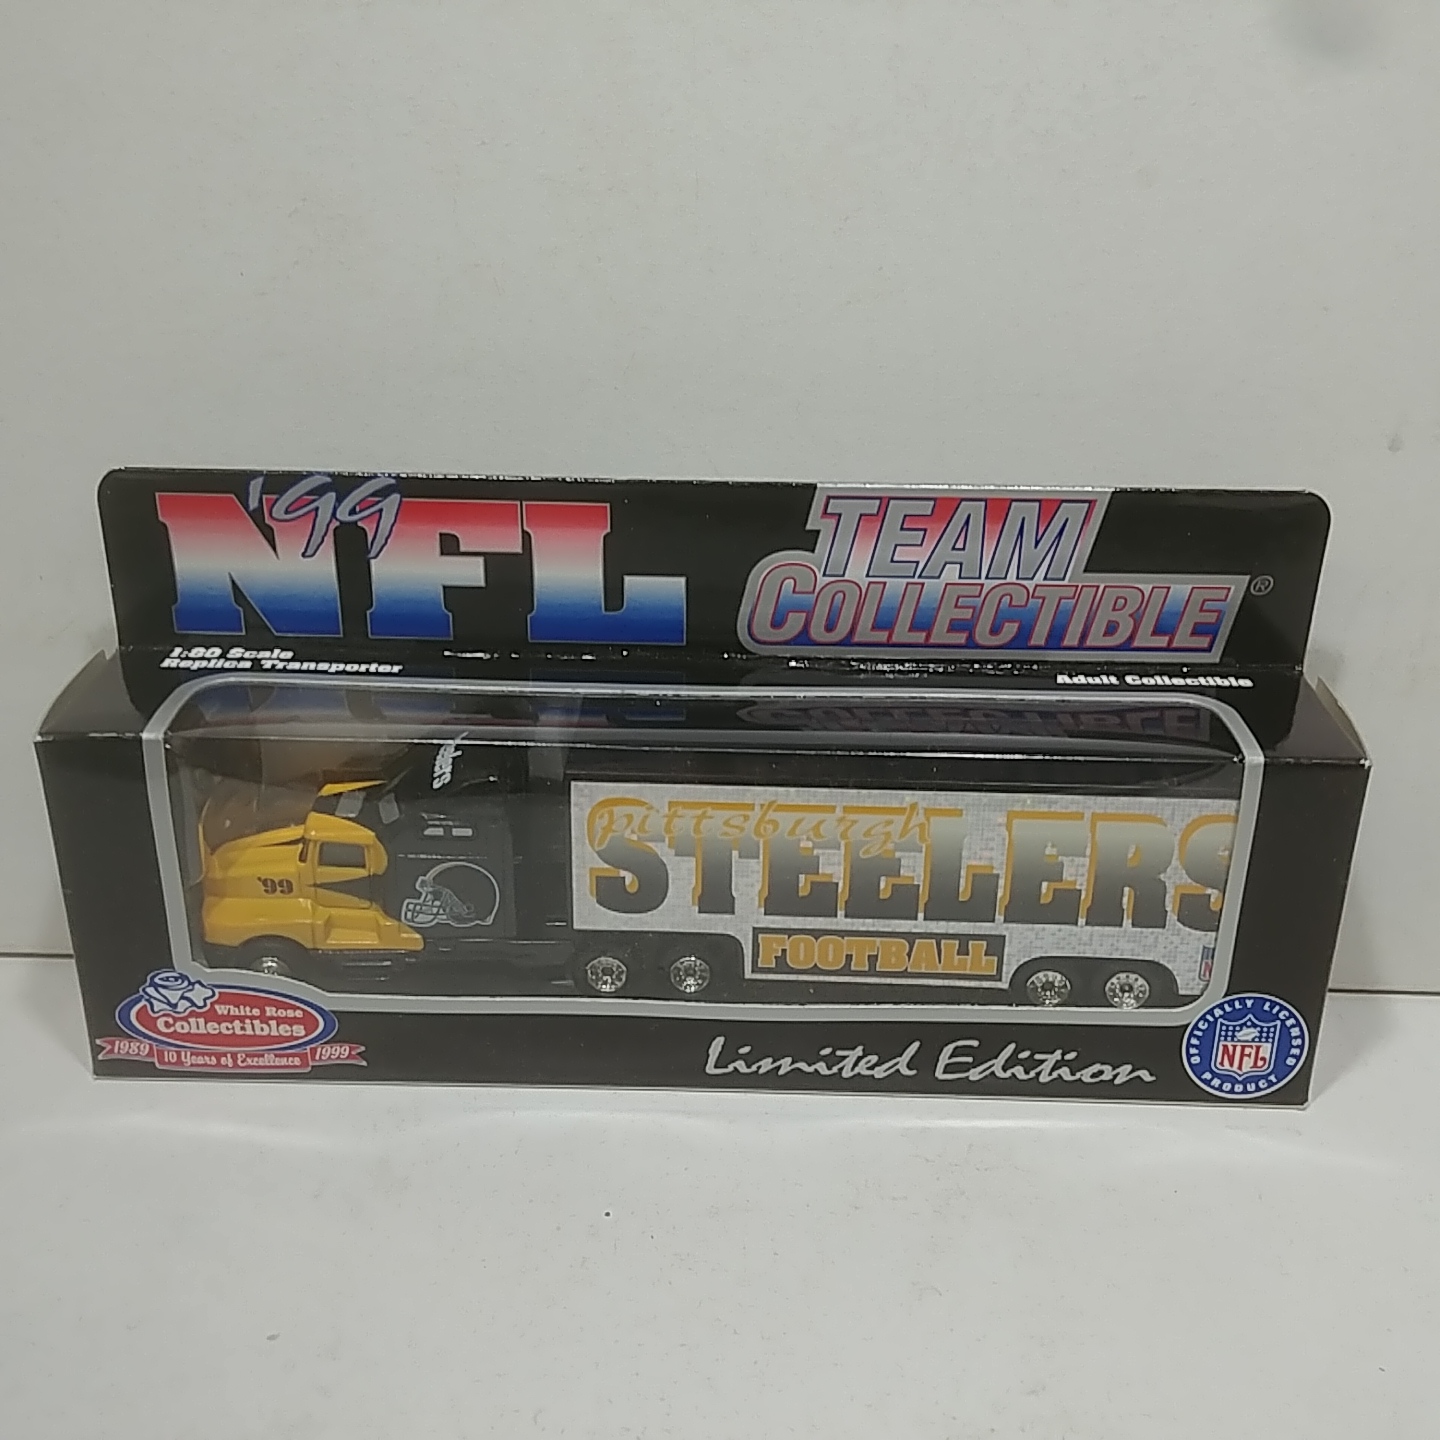 '99
NFL
TEAM
COLLECTIBLE®
1:80 Scale
Replica Transporter
Adult Collectible
pittsburgh
STEELERS
'99
FOOTBALL
White Rose
Collectibles
1989 10 Years of Excellence 1999
Limited Edition
OFFICIALLY LICENSED
NFL
PRODUCT